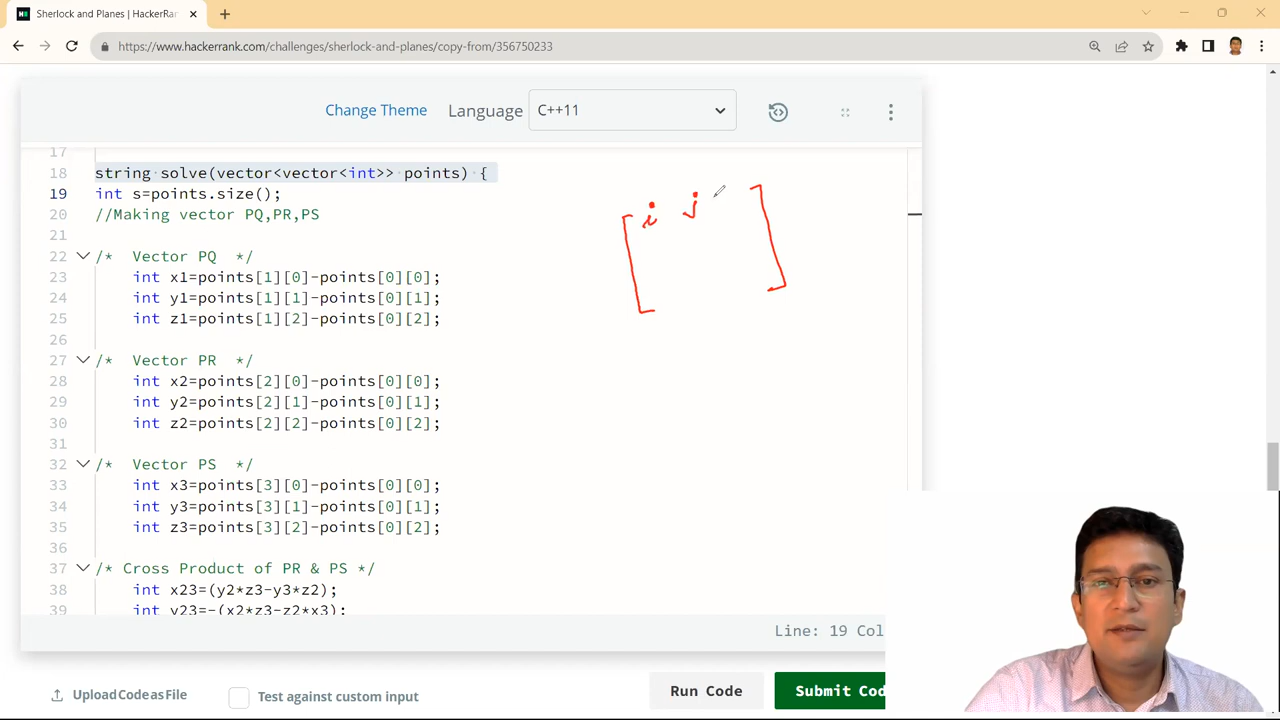 Sherlock and Planes | HackerRan
https://www.hackerrank.com/challenges/sherlock-and-planes/copy-from/356750233
Change Theme Language C++11
17
18 string solve(vector<vector<int>> points) {
19 int s=points.size();
20 //Making vector PQ,PR,PS
21
22 /* Vector PQ */
23 int x1=points[1][0]-points[0][0];
24 int y1=points[1][1]-points[0][1];
25 int z1=points[1][2]-points[0][2];
26
27 /* Vector PR */
28 int x2=points[2][0]-points[0][0];
29 int y2=points[2][1]-points[0][1];
30 int z2=points[2][2]-points[0][2];
31
32 /* Vector PS */
33 int x3=points[3][0]-points[0][0];
34 int y3=points[3][1]-points[0][1];
35 int z3=points[3][2]-points[0][2];
36
37 /* Cross Product of PR & PS */
38 int x23=(y2*z3-y3*z2);
39 int y23=-(x2*z3-z2*x3);
i j
Line: 19 Col
Upload Code as File Test against custom input Run Code Submit Cod